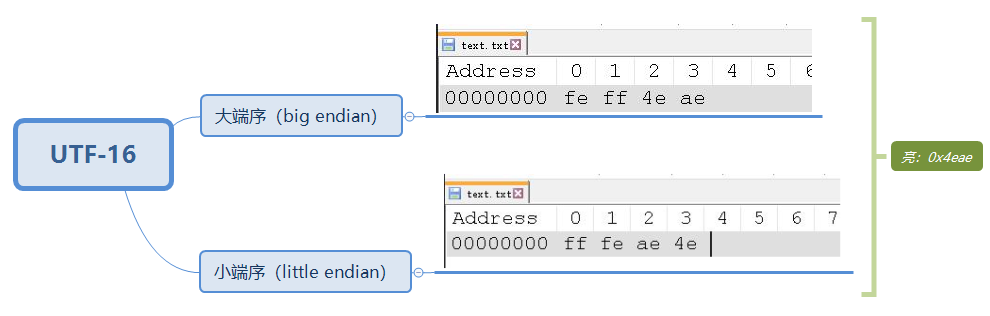 UTF-16
大端序（big endian）
text.txt
Address 0 1 2 3 4 5
00000000 fe ff 4e ae
小端序（little endian）
text.txt
Address 0 1 2 3 4 5 6 7
00000000 ff fe ae 4e
亮：0x4eae